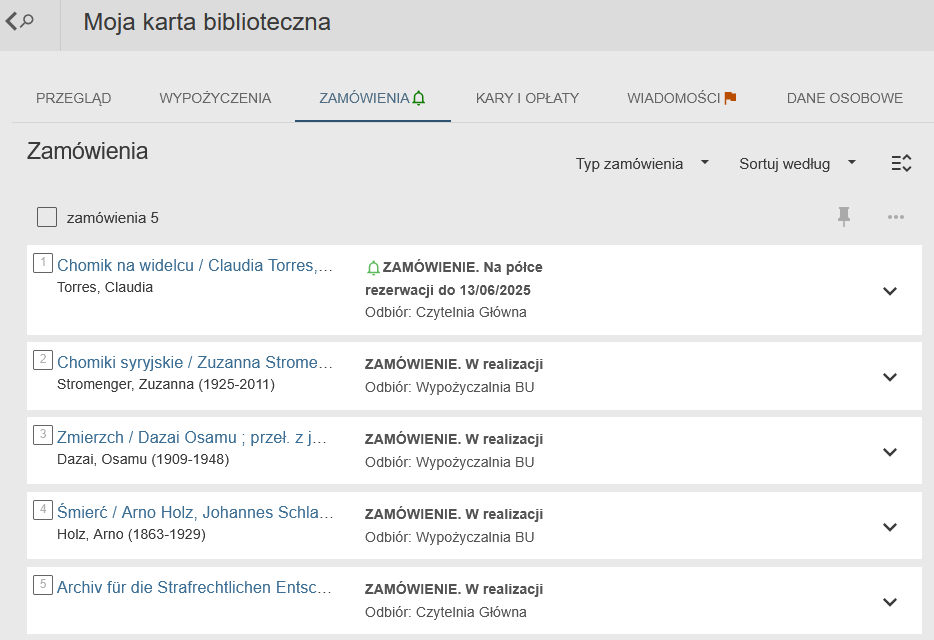 Moja karta biblioteczna
PRZEGLĄD WYPOŻYCZENIA ZAMÓWIENIA KARY I OPŁATY WIADOMOŚCI DANE OSOBOWE
Zamówienia
Typ zamówienia Sortuj według
zamówienia 5
1 Chomik na widelcu / Claudia Torres,...
Torres, Claudia
ZAMÓWIENIE. Na półce
rezerwacji do 13/06/2025
Odbiór: Czytelnia Główna
2 Chomiki syryjskie / Zuzanna Strome...
Stromenger, Zuzanna (1925-2011)
ZAMÓWIENIE. W realizacji
Odbiór: Wypożyczalnia BU
3 Zmierzch / Dazai Osamu ; przeł. z j...
Dazai, Osamu (1909-1948)
ZAMÓWIENIE. W realizacji
Odbiór: Wypożyczalnia BU
4 Śmierć / Arno Holz, Johannes Schla...
Holz, Arno (1863-1929)
ZAMÓWIENIE. W realizacji
Odbiór: Wypożyczalnia BU
5 Archiv für die Strafrechtlichen Entsc...
ZAMÓWIENIE. W realizacji
Odbiór: Czytelnia Główna